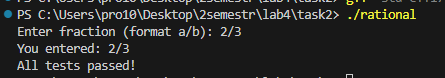 PS C:\Users\pro10\Desktop\2semestr\lab4\task2> ./rational
Enter fraction (format a/b): 2/3
You entered: 2/3
All tests passed!